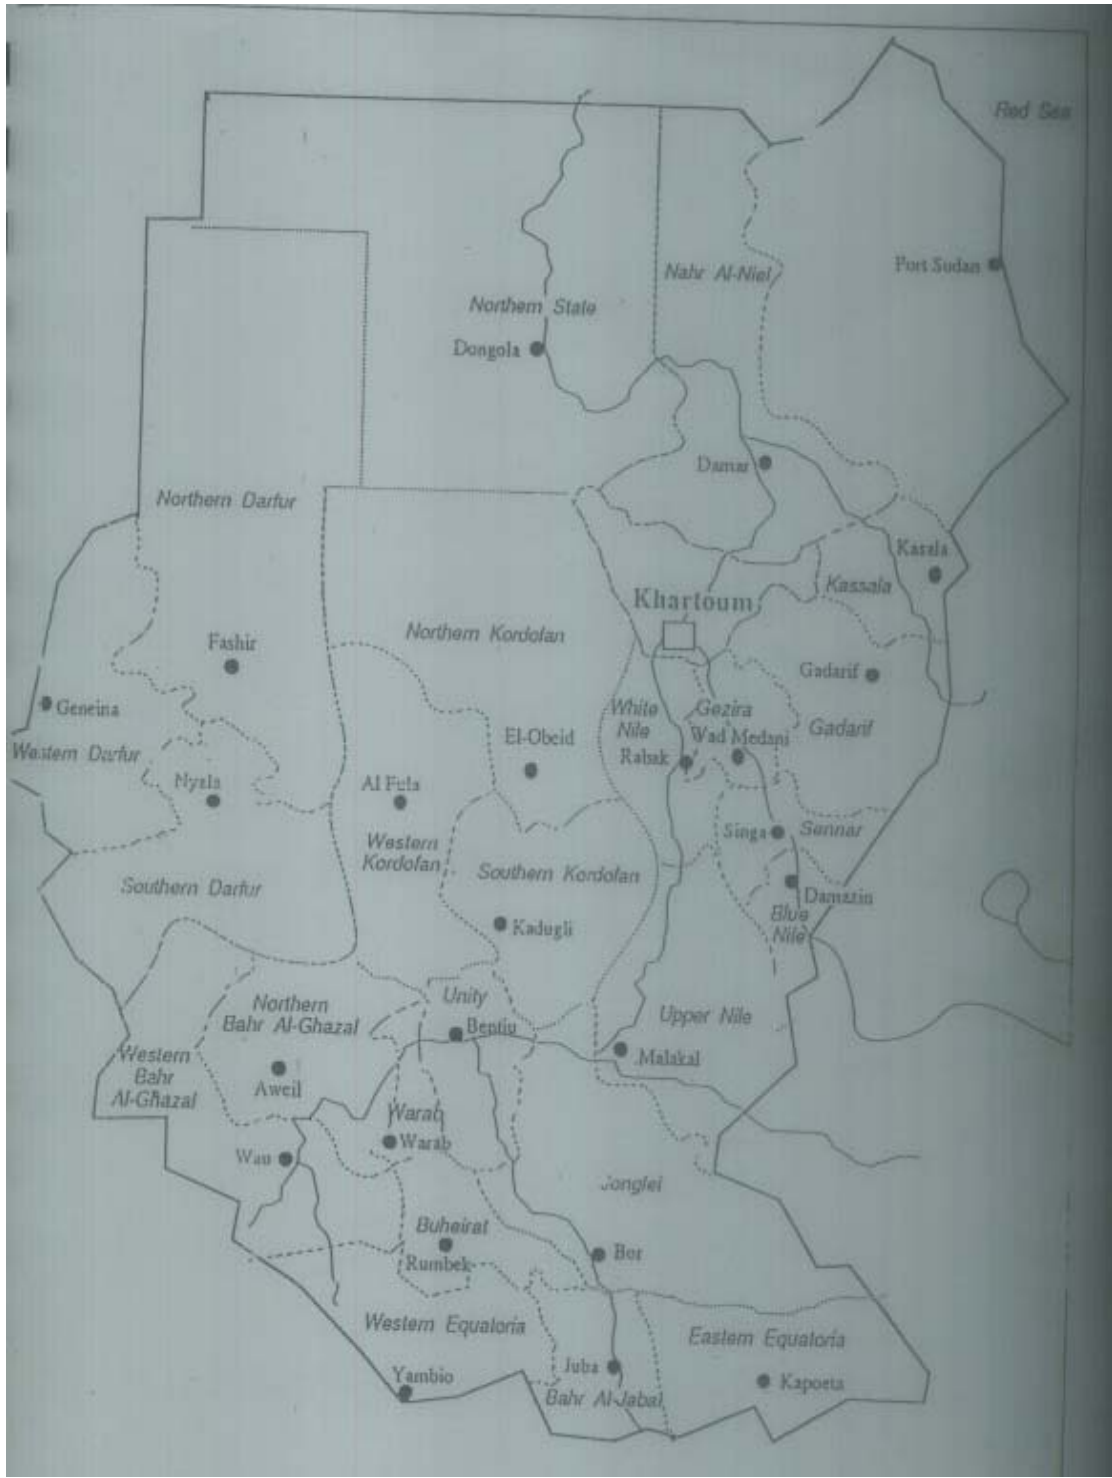 Red Sea
Port Sudan
Nahr Al-Niel
Northern State
Dongola
Damar
Northern Darfur
Kasala
Kassala
Khartoum
Northern Kordofan
Fashir
Gadarif
Geneina
White
Nile
Gezira
Gadarif
Western Darfur
El-Obeid
Wad Medani
Rabak
Nyala
Al Fula
Western
Kordofan
Singa
Sennar
Southern Darfur
Southern Kordofan
Damazin
Blue
Nile
Kadugli
Unity
Northern
Bahr Al-Ghazal
Upper Nile
Bentiu
Malakal
Western
Bahr
Al-Ghazal
Aweil
Warab
Warab
Wau
Jonglei
Buheirat
Rumbek
Bor
Western Equatoria
Eastern Equatoria
Juba
Yambio
Kapoeta
Bahr Al-Jabal